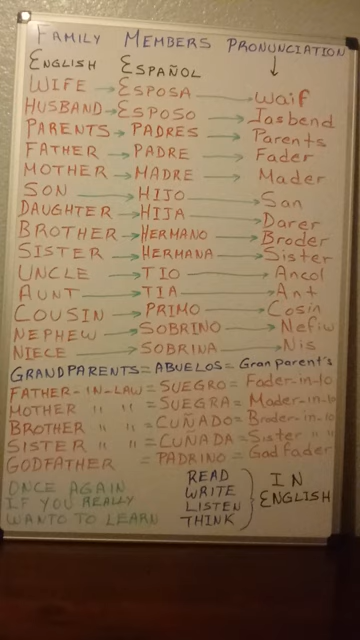 FAMILY MEMBERS PRONUNCIATION
ENGLISH ESPAÑOL ↓
WIFE → ESPOSA → Waif
HUSBAND → ESPOSO → Jasbend
PARENTS → PADRES → Parents
FATHER → PADRE → Fader
MOTHER → MADRE → Mader
SON → HIJO → San
DAUGHTER → HIJA → Darer
BROTHER → HERMANO → Broder
SISTER → HERMANA → Sister
UNCLE → TIO → Ancol
AUNT → TIA → Ant
COUSIN → PRIMO → Cosin
NEPHEW → SOBRINO → Nefiw
NIECE → SOBRINA → Nis
GRANDPARENTS = ABUELOS = Granparent's
FATHER-IN-LAW = SUEGRO = Fader-in-lo
MOTHER " " = SUEGRA = Mader-in-lo
BROTHER " " = CUÑADO = Broder-in-lo
SISTER " " = CUÑADA = Sister " "
GODFATHER = PADRINO = Godfader
ONCE AGAIN
IF YOU REALLY
WANTO TO LEARN
READ
WRITE
LISTEN
THINK
IN
ENGLISH